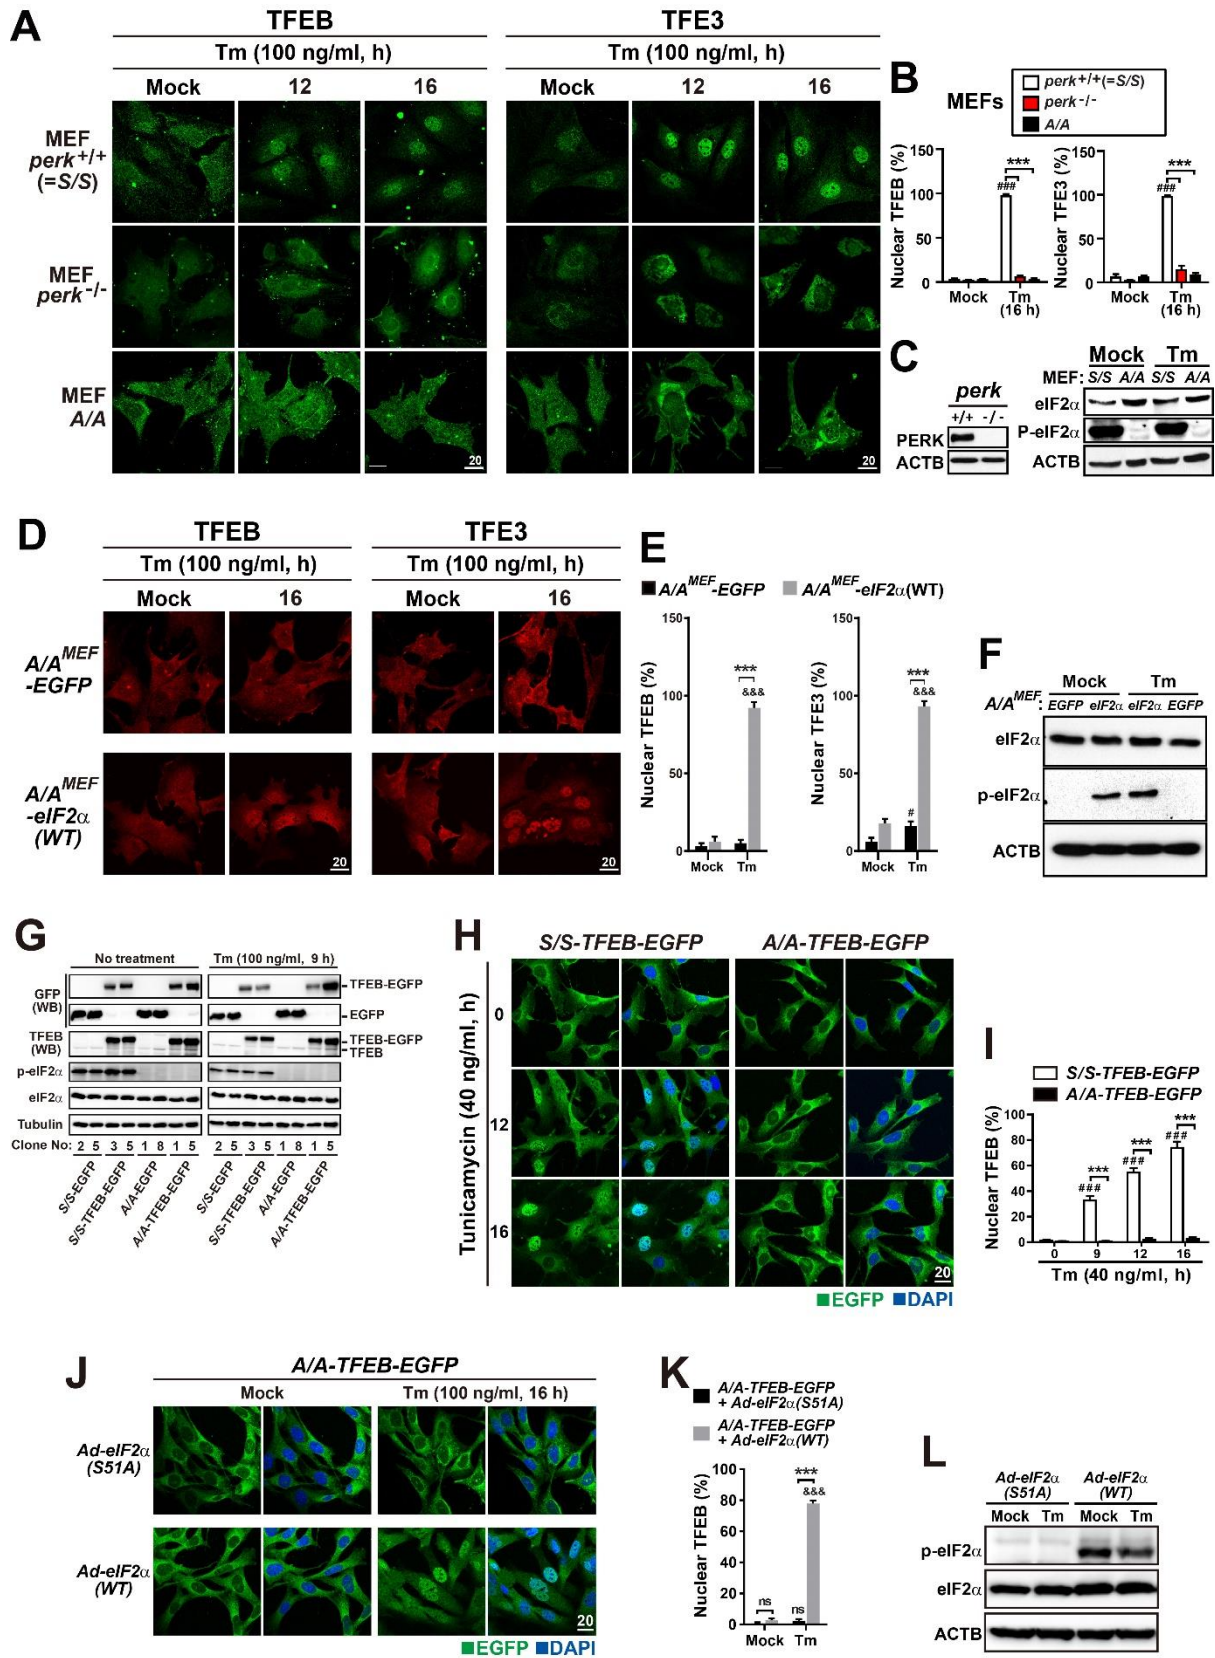 A
TFEB
TFE3
Tm (100 ng/ml, h)
Tm (100 ng/ml, h)
Mock 12 16 Mock 12 16
MEF
perk+/+
(=S/S)
MEF
perk-/-
MEF
A/A
20
20
B
MEFs
perk+/+(=S/S)
perk-/-
A/A
Nuclear TFEB (%)
150
100
50
0
###
***
Mock Tm
(16 h)
Nuclear TFE3 (%)
150
100
50
0
###
***
Mock Tm
(16 h)
C
perk
+/+ -/-
PERK
ACTB
Mock Tm
MEF: S/S A/A S/S A/A
eIF2α
P-eIF2α
ACTB
D
TFEB
TFE3
Tm (100 ng/ml, h)
Tm (100 ng/ml, h)
Mock 16 Mock 16
A/A MEF
-EGFP
A/A MEF
-eIF2α
(WT)
20
20
E
A/A MEF-EGFP
A/A MEF-eIF2α(WT)
Nuclear TFEB (%)
150
100
50
0
***
&&&
Mock Tm
Nuclear TFE3 (%)
150
100
50
0
***
&&&
#
Mock Tm
F
Mock Tm
A/A MEF: EGFP eIF2α eIF2α EGFP
eIF2α
p-eIF2α
ACTB
G
No treatment
Tm (100 ng/ml, 9 h)
GFP
(WB)
TFEB-EGFP
EGFP
TFEB
(WB)
TFEB-EGFP
TFEB
p-eIF2α
eIF2α
Tubulin
Clone No: 2 5 3 5 1 8 1 5 2 5 3 5 1 8 1 5
S/S-EGFP
S/S-TFEB-EGFP
A/A-EGFP
A/A-TFEB-EGFP
S/S-EGFP
S/S-TFEB-EGFP
A/A-EGFP
A/A-TFEB-EGFP
H
S/S-TFEB-EGFP
A/A-TFEB-EGFP
Tunicamycin (40 ng/ml, h)
0
12
16
20
EGFP DAPI
I
S/S-TFEB-EGFP
A/A-TFEB-EGFP
Nuclear TFEB (%)
100
80
60
40
20
0
###
***
###
***
###
***
0 9 12 16
Tm (40 ng/ml, h)
J
A/A-TFEB-EGFP
Mock
Tm (100 ng/ml, 16 h)
Ad-eIF2α
(S51A)
Ad-eIF2α
(WT)
20
EGFP DAPI
K
A/A-TFEB-EGFP
+ Ad-eIF2α(S51A)
A/A-TFEB-EGFP
+ Ad-eIF2α(WT)
Nuclear TFEB (%)
100
80
60
40
20
0
ns
ns
***
&&&
Mock Tm
L
Ad-eIF2α
(S51A)
Ad-eIF2α
(WT)
Mock Tm Mock Tm
p-eIF2α
eIF2α
ACTB